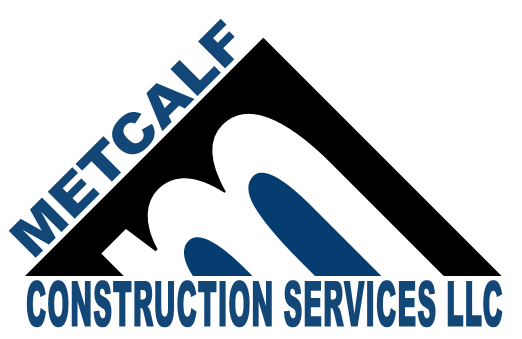 METCALF
m
CONSTRUCTION SERVICES LLC